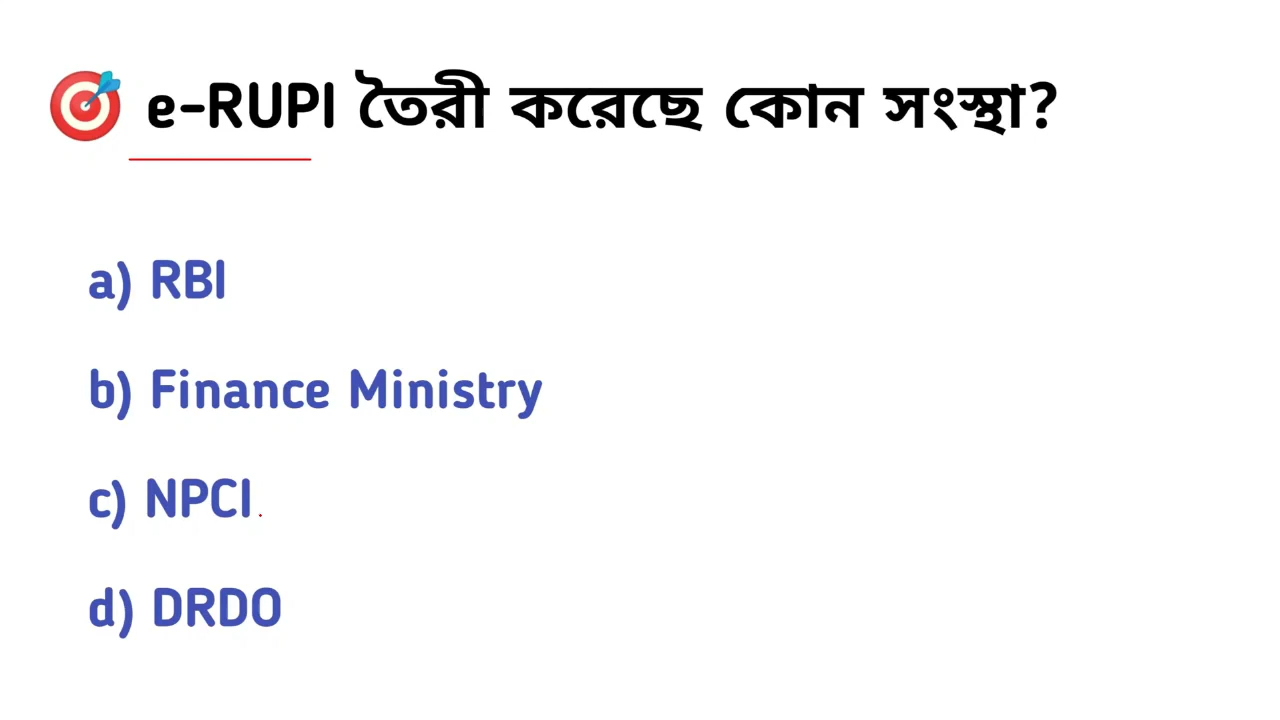 e-RUPI তৈরী করেছে কোন সংস্থা?
a) RBI
b) Finance Ministry
c) NPCI
d) DRDO